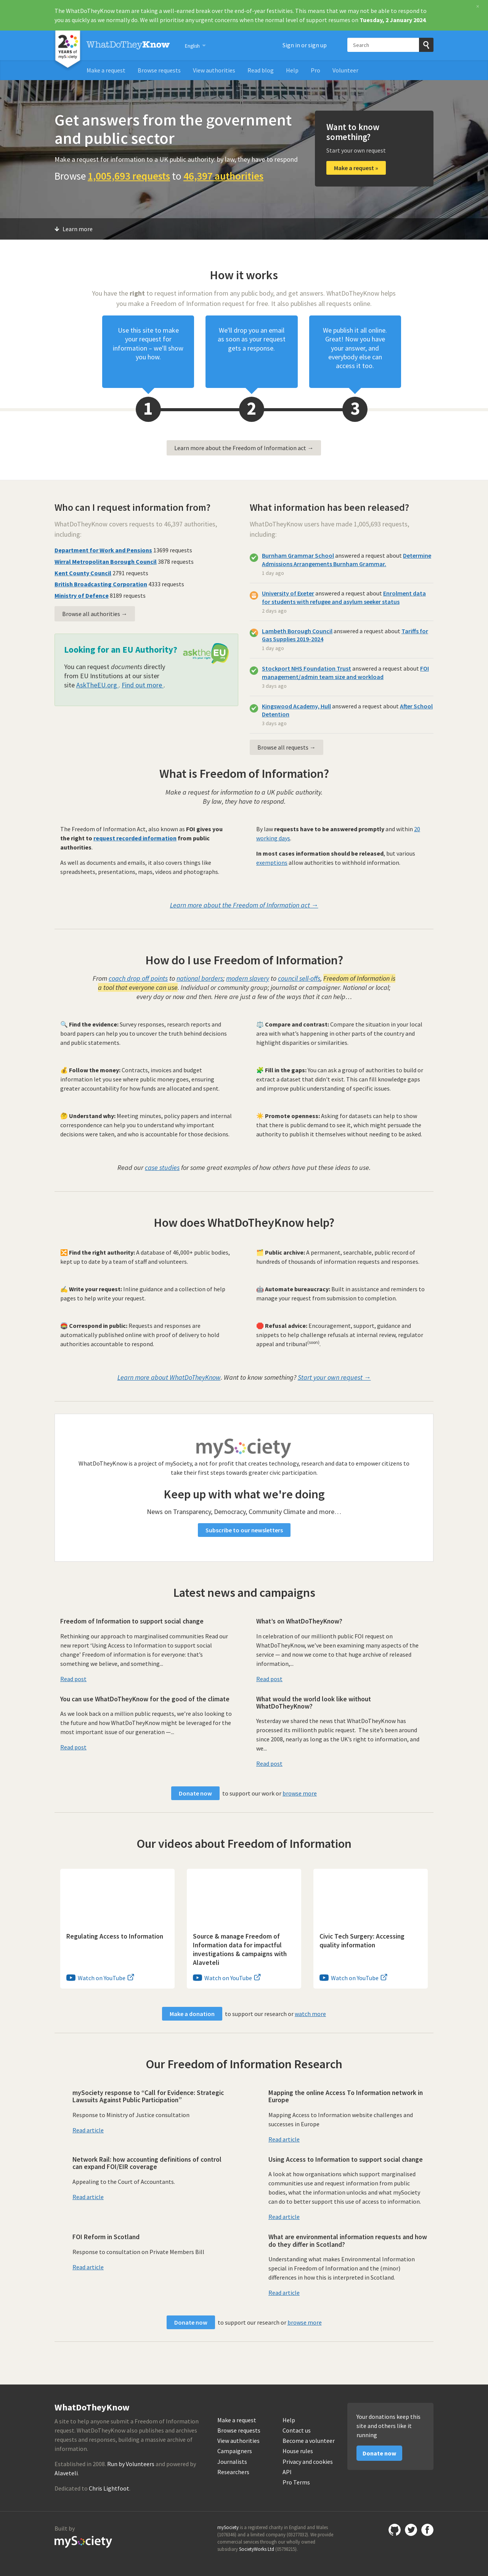 The WhatDoTheyKnow team are taking a well-earned break over the end-of-year festivities. This means that we may not be able to respond to
you as quickly as we normally do. We will prioritise any urgent concerns when the normal level of support resumes on Tuesday, 2 January 2024.
20
YEARS of
mySociety
WhatDoTheyKnow
English
Sign in or sign up
Search
Make a request
Browse requests
View authorities
Read blog
Help
Pro
Volunteer
Get answers from the government
and public sector
Make a request for information to a UK public authority: by law, they have to respond
Browse 1,005,693 requests to 46,397 authorities
Want to know
something?
Start your own request
Make a request »
Learn more
How it works
You have the right to request information from any public body, and get answers. WhatDoTheyKnow helps
you make a Freedom of Information request for free. It also publishes all requests online.
Use this site to make
your request for
information – we'll show
you how.
We'll drop you an email
as soon as your request
gets a response.
We publish it all online.
Great! Now you have
your answer, and
everybody else can
access it too.
1
2
3
Learn more about the Freedom of Information act →
Who can I request information from?
WhatDoTheyKnow covers requests to 46,397 authorities,
including:
Department for Work and Pensions 13699 requests
Wirral Metropolitan Borough Council 3878 requests
Kent County Council 2791 requests
British Broadcasting Corporation 4333 requests
Ministry of Defence 8189 requests
Browse all authorities →
Looking for an EU Authority?
asktheEU
ask your right
You can request documents directly
from EU Institutions at our sister
site AskTheEU.org . Find out more .
What information has been released?
WhatDoTheyKnow users have made 1,005,693 requests,
including:
Burnham Grammar School answered a request about Determine
Admissions Arrangements Burnham Grammar.
1 day ago
University of Exeter answered a request about Enrolment data
for students with refugee and asylum seeker status
2 days ago
Lambeth Borough Council answered a request about Tariffs for
Gas Supplies 2019-2024
1 day ago
Stockport NHS Foundation Trust answered a request about FOI
management/admin team size and workload
3 days ago
Kingswood Academy, Hull answered a request about After School
Detention
3 days ago
Browse all requests →
What is Freedom of Information?
Make a request for information to a UK public authority.
By law, they have to respond.
The Freedom of Information Act, also known as FOI gives you
the right to request recorded information from public
authorities.
As well as documents and emails, it also covers things like
spreadsheets, presentations, maps, videos and photographs.
By law requests have to be answered promptly and within 20
working days.
In most cases information should be released, but various
exemptions allow authorities to withhold information.
Learn more about the Freedom of Information act →
How do I use Freedom of Information?
From coach drop off points to national borders; modern slavery to council sell-offs, Freedom of Information is
a tool that everyone can use. Individual or community group; journalist or campaigner. National or local;
every day or now and then. Here are just a few of the ways that it can help…
🔍 Find the evidence: Survey responses, research reports and
board papers can help you to uncover the truth behind decisions
and public statements.
⚖️ Compare and contrast: Compare the situation in your local
area with what's happening in other parts of the country and
highlight disparities or similarities.
💰 Follow the money: Contracts, invoices and budget
information let you see where public money goes, ensuring
greater accountability for how funds are allocated and spent.
🧩 Fill in the gaps: You can ask a group of authorities to build or
extract a dataset that didn't exist. This can fill knowledge gaps
and improve public understanding of specific issues.
🤔 Understand why: Meeting minutes, policy papers and internal
correspondence can help you to understand why important
decisions were taken, and who is accountable for those decisions.
☀️ Promote openness: Asking for datasets can help to show
that there is public demand to see it, which might persuade the
authority to publish it themselves without needing to be asked.
Read our case studies for some great examples of how others have put these ideas to use.
How does WhatDoTheyKnow help?
🔀 Find the right authority: A database of 46,000+ public bodies,
kept up to date by a team of staff and volunteers.
🗂️ Public archive: A permanent, searchable, public record of
hundreds of thousands of information requests and responses.
✍️ Write your request: Inline guidance and a collection of help
pages to help write your request.
🤖 Automate bureaucracy: Built in assistance and reminders to
manage your request from submission to completion.
📮 Correspond in public: Requests and responses are
automatically published online with proof of delivery to hold
authorities accountable to respond.
🛑 Refusal advice: Encouragement, support, guidance and
snippets to help challenge refusals at internal review, regulator
appeal and tribunal
Learn more about WhatDoTheyKnow. Want to know something? Start your own request →
mySociety
WhatDoTheyKnow is a project of mySociety, a not for profit that creates technology, research and data to empower citizens to
take their first steps towards greater civic participation.
Keep up with what we're doing
News on Transparency, Democracy, Community Climate and more…
Subscribe to our newsletters
Latest news and campaigns
Freedom of Information to support social change
Rethinking our approach to marginalised communities Read our
new report 'Using Access to Information to support social
change' Freedom of information is for everyone: that's
something we believe, and something...
Read post
What's on WhatDoTheyKnow?
In celebration of our millionth public FOI request on
WhatDoTheyKnow, we've been examining many aspects of the
service — and now we come to that huge archive of released
information,...
Read post
You can use WhatDoTheyKnow for the good of the climate
As we look back on a million public requests, we're also looking to
the future and how WhatDoTheyKnow might be leveraged for the
most important issue of our generation —...
Read post
What would the world look like without
WhatDoTheyKnow?
Yesterday we shared the news that WhatDoTheyKnow has
processed its millionth public request. The site's been around
since 2008, nearly as long as the UK's right to information, and
we...
Read post
Donate now to support our work or browse more
Our videos about Freedom of Information
Regulating Access to Information
Watch on YouTube
Source & manage Freedom of
Information data for impactful
investigations & campaigns with
Alaveteli
Watch on YouTube
Civic Tech Surgery: Accessing
quality information
Watch on YouTube
Make a donation to support our research or watch more
Our Freedom of Information Research
mySociety response to “Call for Evidence: Strategic
Lawsuits Against Public Participation”
Response to Ministry of Justice consultation
Read article
Mapping the online Access To Information network in
Europe
Mapping Access to Information website challenges and
successes in Europe
Read article
Network Rail: how accounting definitions of control
can expand FOI/EIR coverage
Appealing to the Court of Accountants.
Read article
Using Access to Information to support social change
A look at how organisations which support marginalised
communities use and request information from public
bodies, what the information unlocks and what mySociety
can do to better support this use of access to information.
Read article
FOI Reform in Scotland
Response to consultation on Private Members Bill
Read article
What are environmental information requests and how
do they differ in Scotland?
Understanding what makes Environmental Information
special in Freedom of Information and the (minor)
differences in how this is interpreted in Scotland.
Read article
Donate now to support our research or browse more
WhatDoTheyKnow
A site to help anyone submit a Freedom of Information
request. WhatDoTheyKnow also publishes and archives
requests and responses, building a massive archive of
information.
Established in 2008. Run by Volunteers and powered by
Alaveteli.
Dedicated to Chris Lightfoot.
Make a request
Browse requests
View authorities
Campaigners
Journalists
Researchers
Help
Contact us
Become a volunteer
House rules
Privacy and cookies
API
Pro Terms
Your donations keep this
site and others like it
running
Donate now
Built by
mySociety
mySociety is a registered charity in England and Wales
(1076346) and a limited company (03277032). We provide
commercial services through our wholly owned
subsidiary SocietyWorks Ltd (05798215).